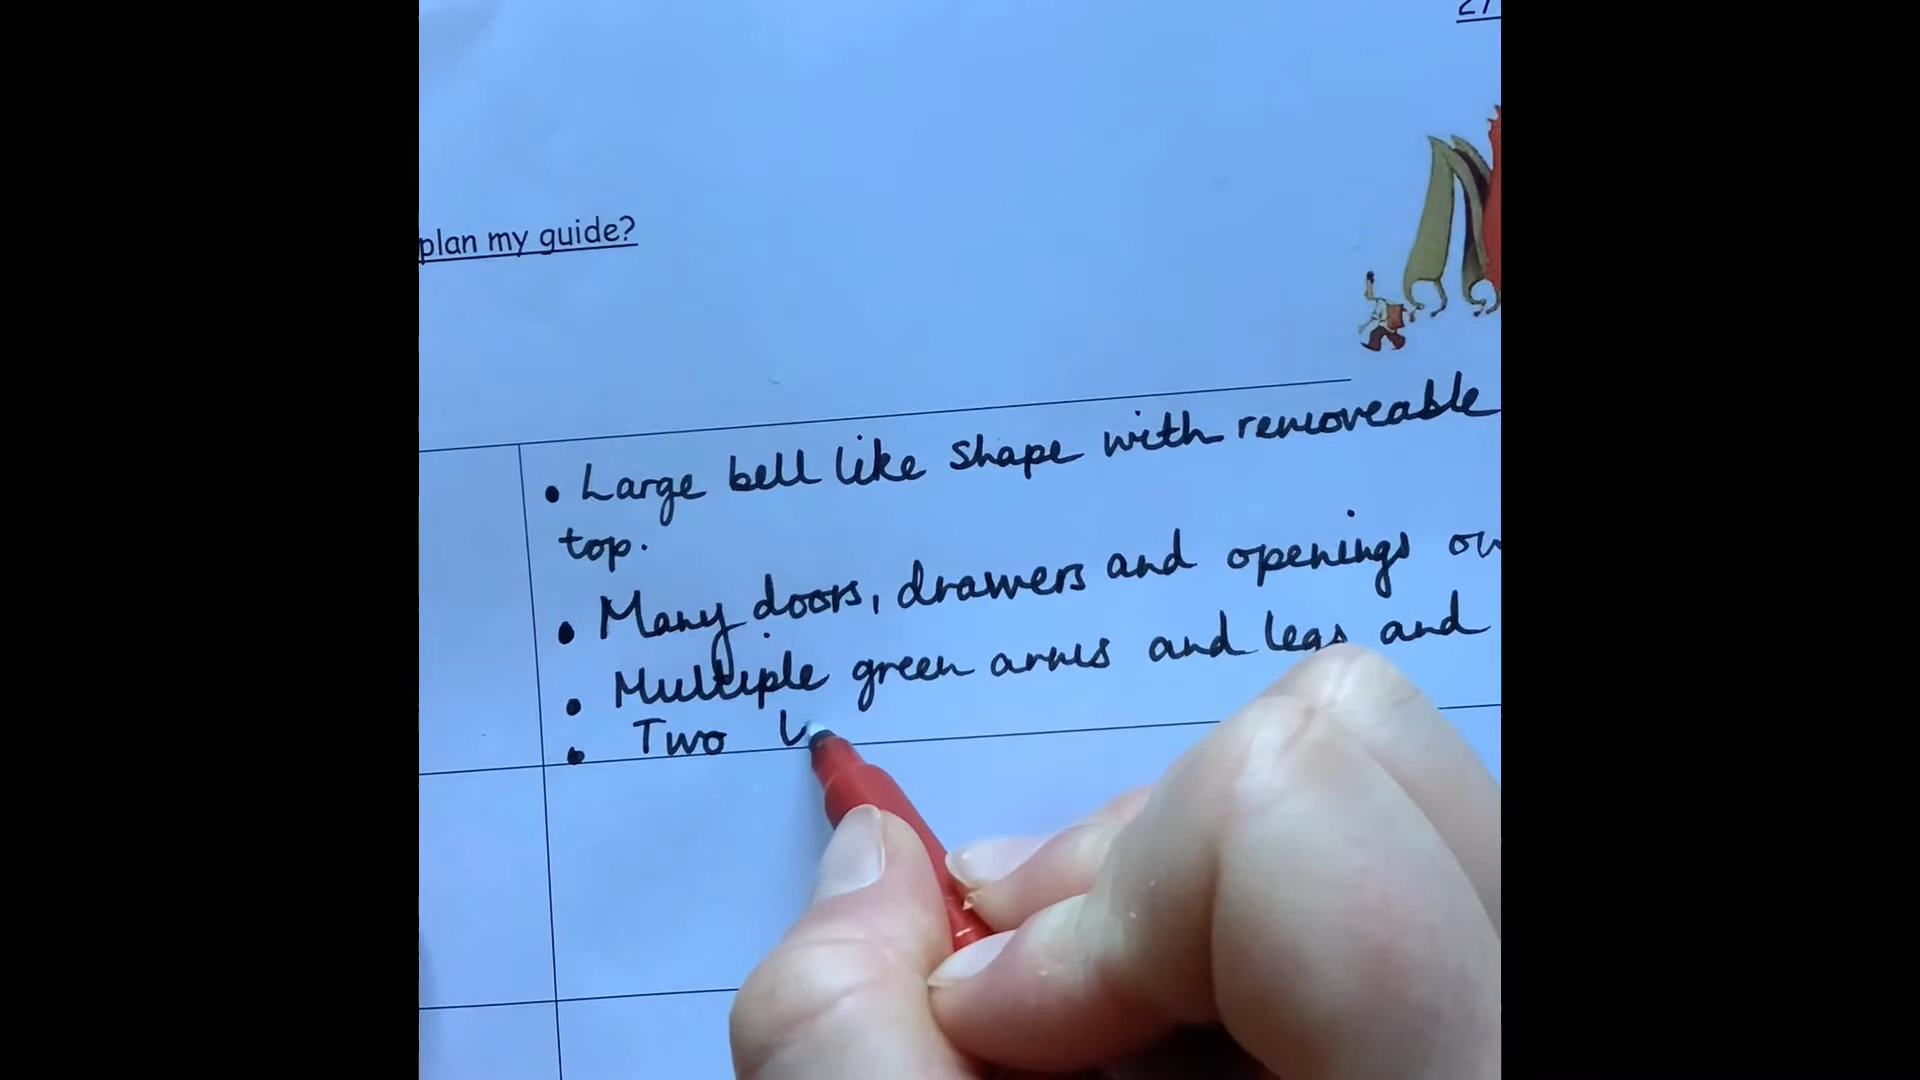 plan my guide?
• Large bell like shape with removeable
top.
• Many doors, drawers and openings
• Multiple green arms and legs and
• Two